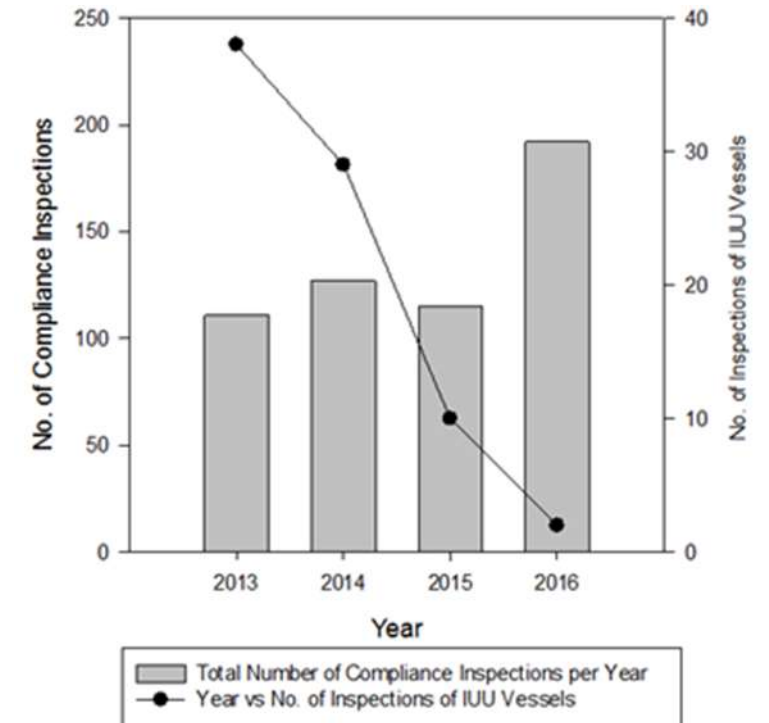 250
200
150
100
50
0
No. of Compliance Inspections
40
30
20
10
0
No. of Inspections of IUU Vessels
2013 2014 2015 2016
Year
Total Number of Compliance Inspections per Year
Year vs No. of Inspections of IUU Vessels